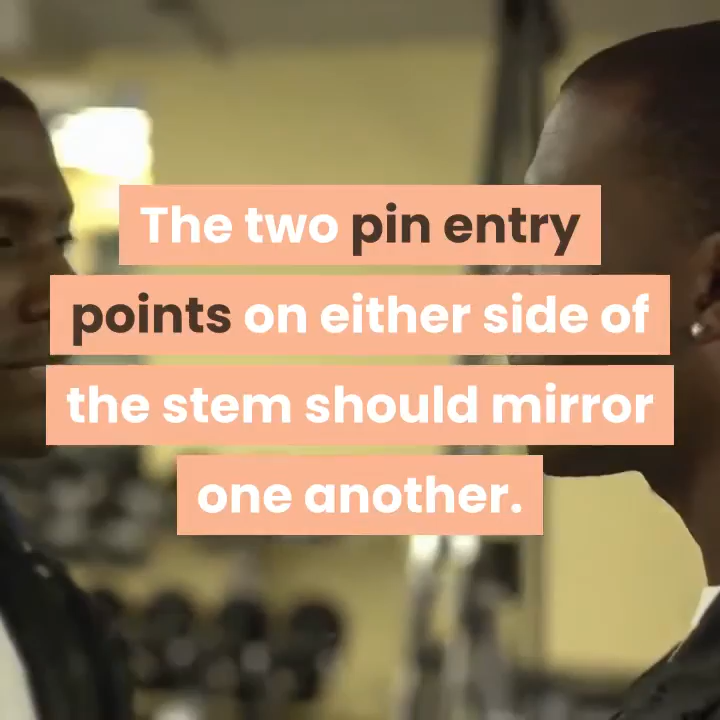 The two pin entry
points on either side of
the stem should mirror
one another.